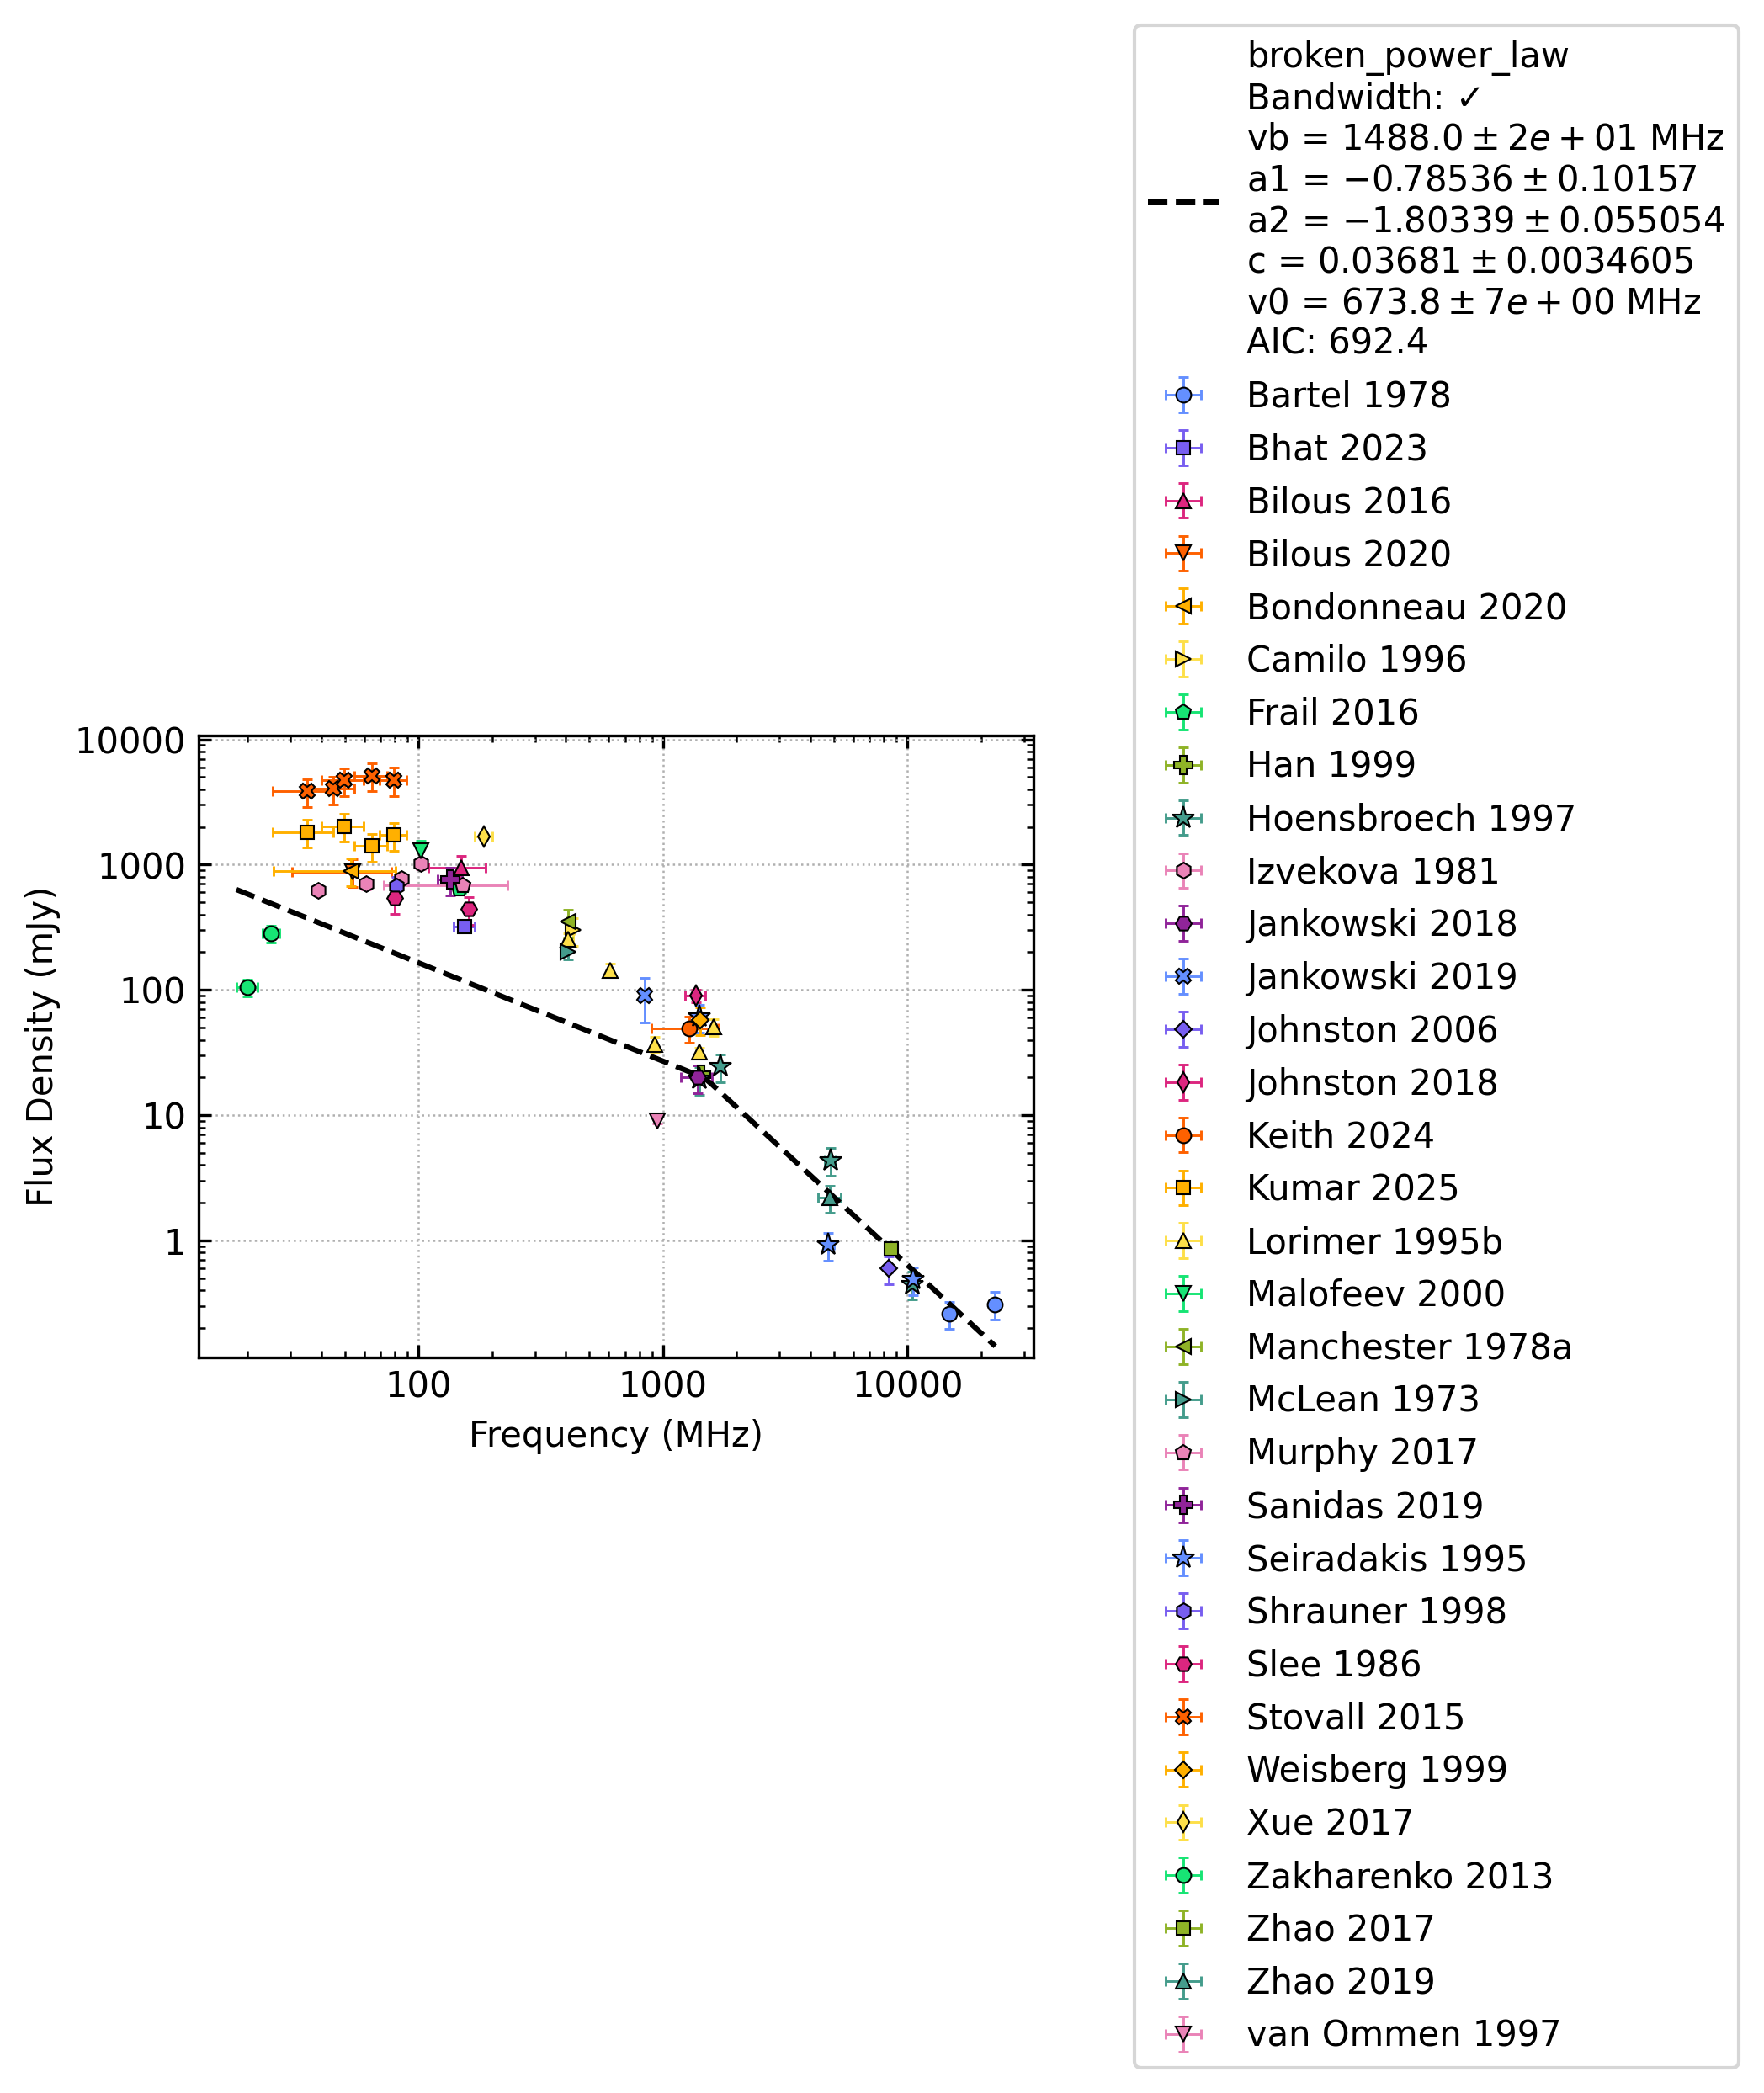 broken_power_law
Bandwidth: ✓
vb = 1488.0 ± 2e + 01 MHz
a1 = −0.78536 ± 0.10157
a2 = −1.80339 ± 0.055054
c = 0.03681 ± 0.0034605
v0 = 673.8 ± 7e + 00 MHz
AIC: 692.4
Bartel 1978
Bhat 2023
Bilous 2016
Bilous 2020
Bondonneau 2020
Camilo 1996
Frail 2016
Han 1999
Hoensbroech 1997
Izvekova 1981
Jankowski 2018
Jankowski 2019
Johnston 2006
Johnston 2018
Keith 2024
Kumar 2025
Lorimer 1995b
Malofeev 2000
Manchester 1978a
McLean 1973
Murphy 2017
Sanidas 2019
Seiradakis 1995
Shrauner 1998
Slee 1986
Stovall 2015
Weisberg 1999
Xue 2017
Zakharenko 2013
Zhao 2017
Zhao 2019
van Ommen 1997
Flux Density (mJy)
10000
1000
100
10
1
100
1000
10000
Frequency (MHz)